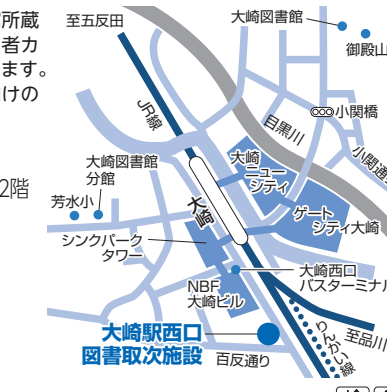 所蔵
者カ
ます。
けの
2階
至五反田
大崎図書館
御殿山
JR線
目黒川
小関橋
小関通
大崎図書館
分館
芳水小
大崎
ニュー
シティ
大崎
ゲート
シティ大崎
シンクパーク
タワー
NBF
大崎ビル
大崎西口
バスターミナル
大崎駅西口
図書取次施設
百反通り
りんかい線
至品川